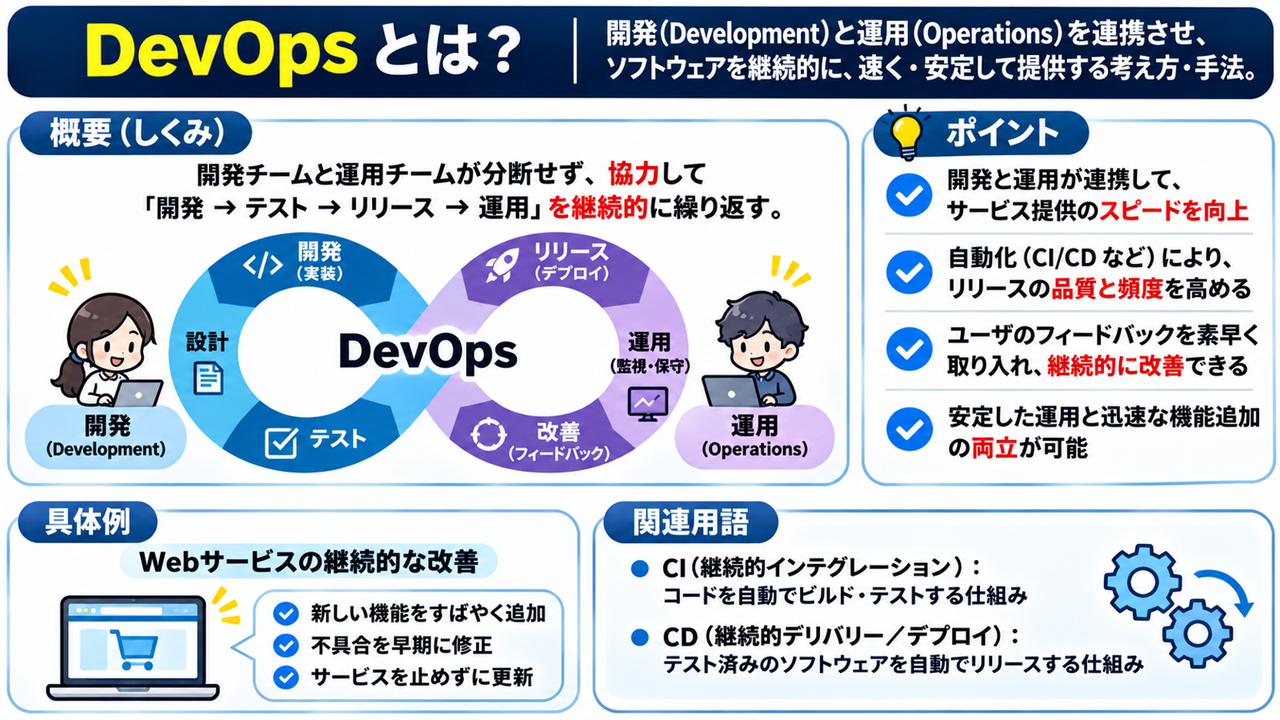 DevOps とは？
開発（Development）と運用（Operations）を連携させ、
ソフトウェアを継続的に、速く・安定して提供する考え方・手法。
概要（しくみ）
開発チームと運用チームが分断せず、協力して
「開発 → テスト → リリース → 運用」を継続的に繰り返す。
</> 開発
（実装）
リリース
（デプロイ）
設計
DevOps
運用
（監視・保守）
テスト
改善
（フィードバック）
開発
（Development）
運用
（Operations）
ポイント
開発と運用が連携して、
サービス提供のスピードを向上
自動化（CI/CD など）により、
リリースの品質と頻度を高める
ユーザのフィードバックを素早く
取り入れ、継続的に改善できる
安定した運用と迅速な機能追加
の両立が可能
具体例
Webサービスの継続的な改善
新しい機能をすばやく追加
不具合を早期に修正
サービスを止めずに更新
関連用語
CI（継続的インテグレーション）：
コードを自動でビルド・テストする仕組み
CD（継続的デリバリー／デプロイ）：
テスト済みのソフトウェアを自動でリリースする仕組み